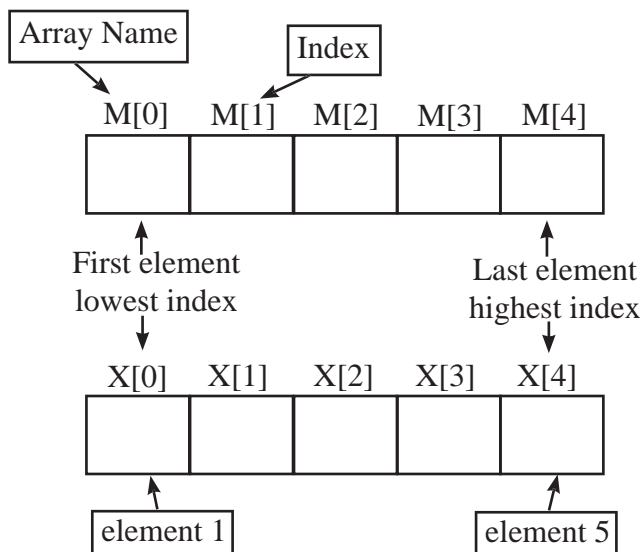 Array Name
Index
M[0] M[1] M[2] M[3] M[4]
First element
lowest index
Last element
highest index
X[0] X[1] X[2] X[3] X[4]
element 1
element 5